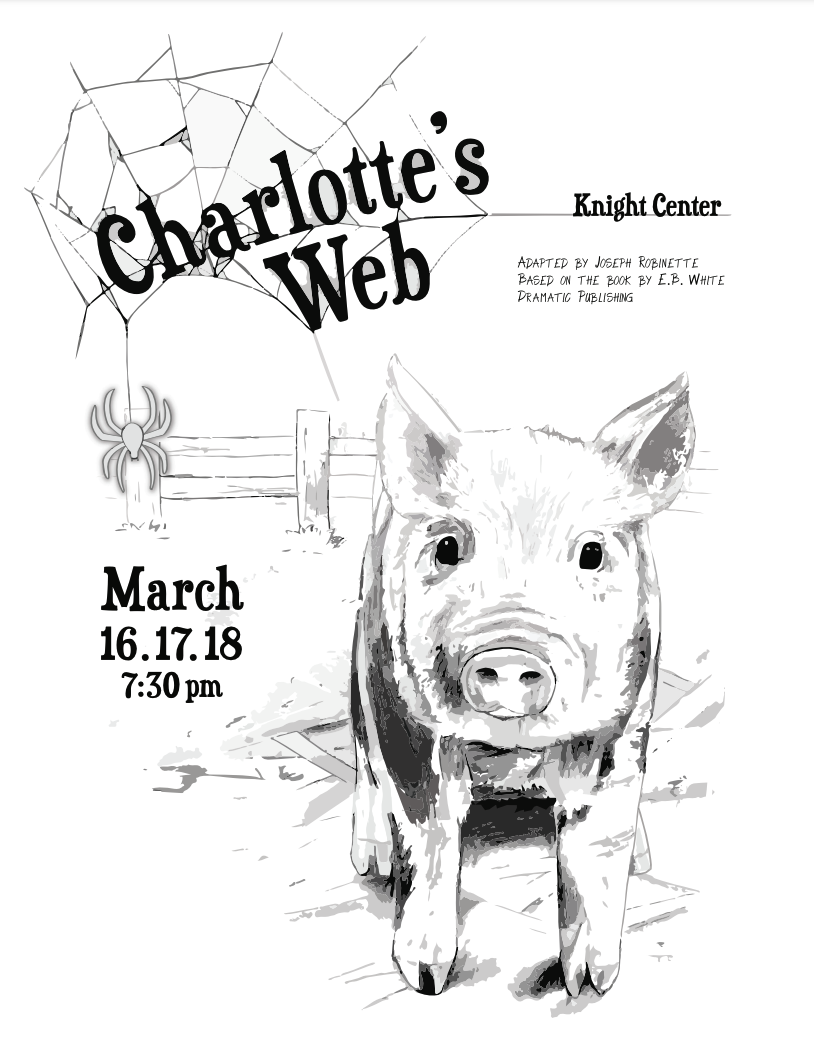 Charlotte's
Web
Knight Center
Adapted by Joseph Robinette
Based on the book by E.B. White
Dramatic Publishing
March
16.17.18
7:30 pm